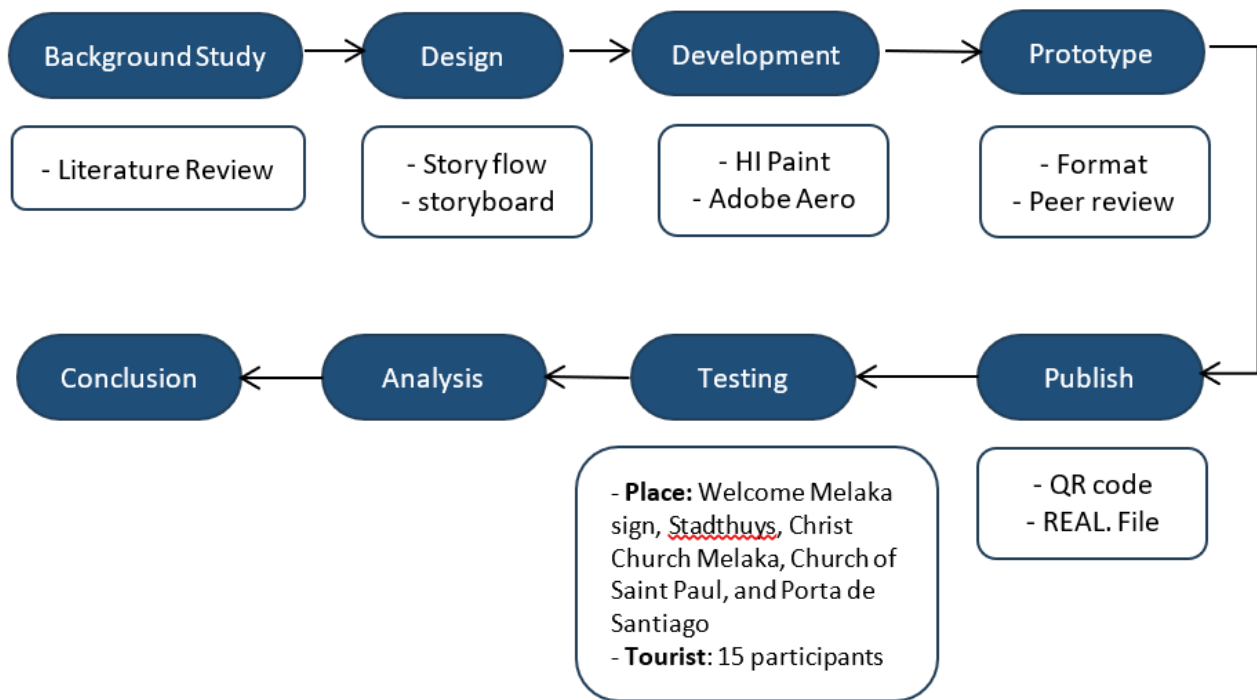 Background Study
Design
Development
Prototype
- Literature Review
- Story flow
- storyboard
- HI Paint
- Adobe Aero
- Format
- Peer review
Conclusion
Analysis
Testing
Publish
- Place: Welcome Melaka
sign, Stadthuys, Christ
Church Melaka, Church of
Saint Paul, and Porta de
Santiago
- Tourist: 15 participants
- QR code
- REAL. File